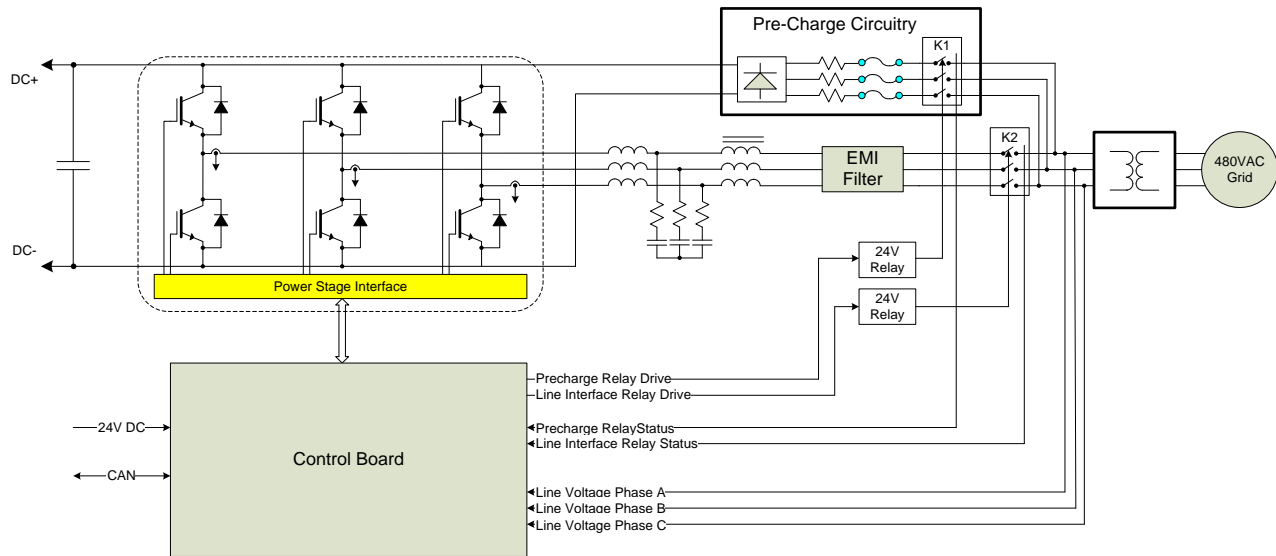 Pre-Charge Circuitry
K1
DC+
K2
EMI
Filter
480VAC
Grid
DC-
24V
Relay
Power Stage Interface
24V
Relay
Precharge Relay Drive
Line Interface Relay Drive
24V DC
Precharge RelayStatus
Line Interface Relay Status
Control Board
CAN
Line Voltage Phase A
Line Voltage Phase B
Line Voltage Phase C